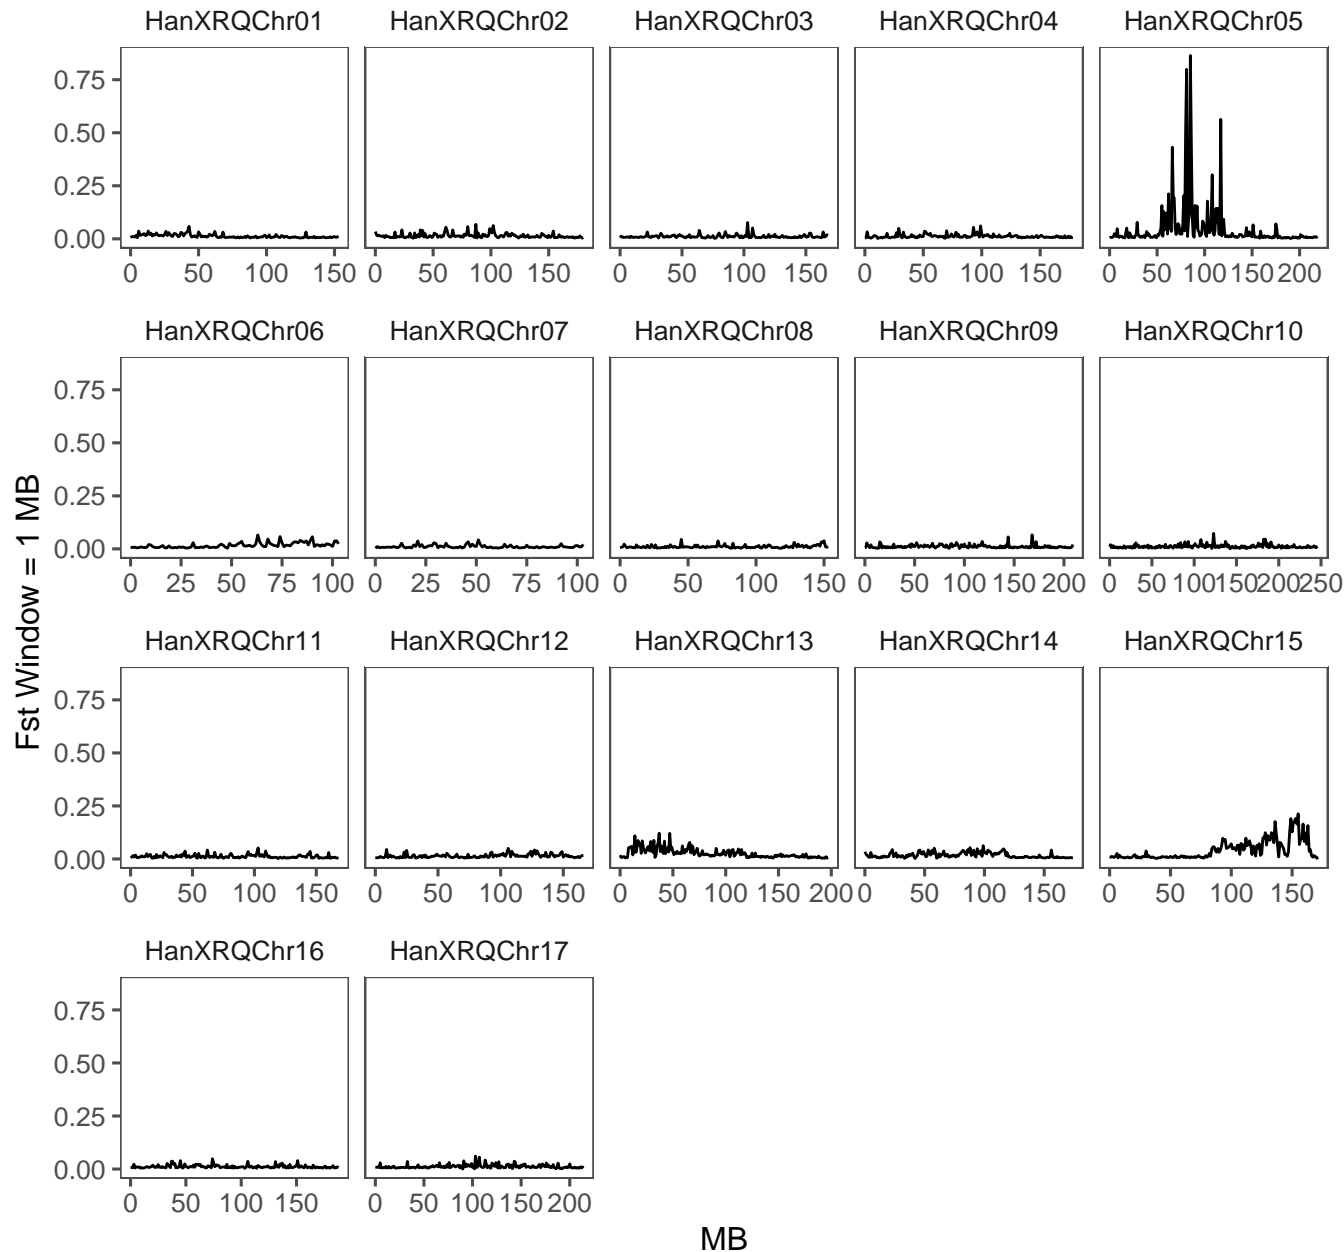 HanXRQChr01 HanXRQChr02 HanXRQChr03 HanXRQChr04 HanXRQChr05
0.75
0.50
0.25
0.00
0 50 100 150 0 50 100 150 0 50 100 150 0 50 100 150 0 50 100 150 200
HanXRQChr06 HanXRQChr07 HanXRQChr08 HanXRQChr09 HanXRQChr10
0.75
0.50
0.25
0.00
0 25 50 75 100 0 25 50 75 100 0 50 100 150 0 50 100 150 200 0 50 100 150 200 250
Fst Window = 1 MB
HanXRQChr11 HanXRQChr12 HanXRQChr13 HanXRQChr14 HanXRQChr15
0.75
0.50
0.25
0.00
0 50 100 150 0 50 100 150 0 50 100 150 200 0 50 100 150 0 50 100 150
HanXRQChr16 HanXRQChr17
0.75
0.50
0.25
0.00
0 50 100 150 0 50 100 150 200
MB